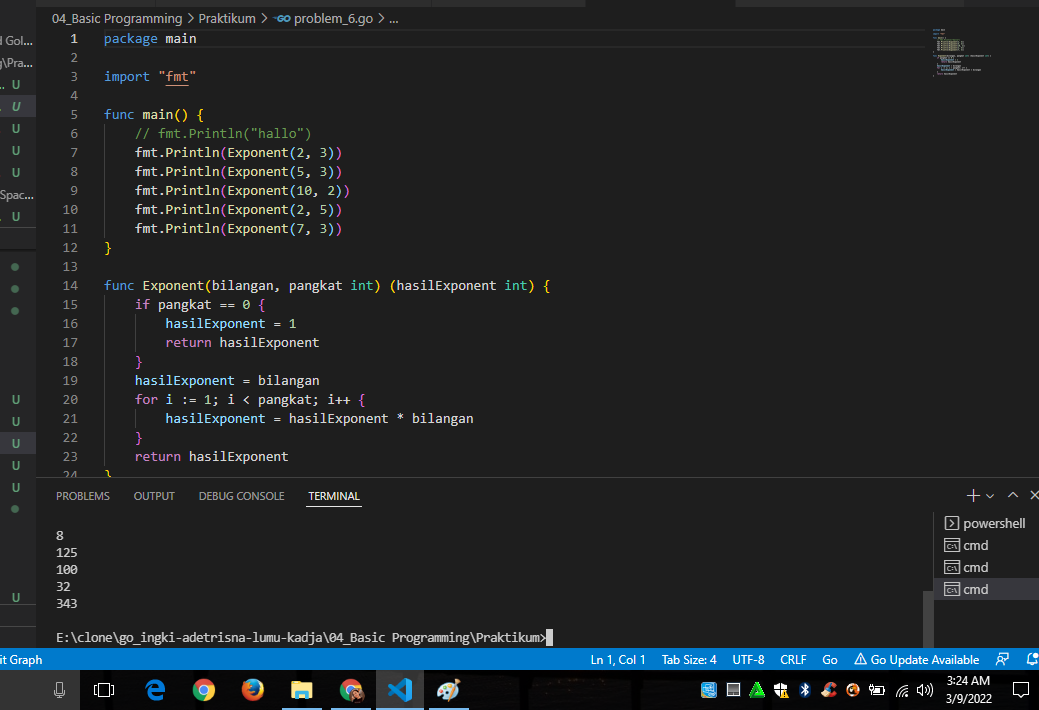 04_Basic Programming > Praktikum > GO problem_6.go > ...
d Gol...
g\Pra...
Spac...
U
U
U
U
U
U
U
U
U
U
U
U
1 package main
2
3 import "fmt"
4
5 func main() {
6 // fmt.Println("hallo")
7 fmt.Println(Exponent(2, 3))
8 fmt.Println(Exponent(5, 3))
9 fmt.Println(Exponent(10, 2))
10 fmt.Println(Exponent(2, 5))
11 fmt.Println(Exponent(7, 3))
12 }
13
14 func Exponent(bilangan, pangkat int) (hasilExponent int) {
15 if pangkat == 0 {
16 hasilExponent = 1
17 return hasilExponent
18 }
19 hasilExponent = bilangan
20 for i := 1; i < pangkat; i++ {
21 hasilExponent = hasilExponent * bilangan
22 }
23 return hasilExponent
24 }
PROBLEMS OUTPUT DEBUG CONSOLE TERMINAL
8
125
100
32
343
E:\clone\go_ingki-adetrisna-lumu-kadja\04_Basic Programming\Praktikum>
powershell
cmd
cmd
cmd
it Graph Ln 1, Col 1 Tab Size: 4 UTF-8 CRLF Go Go Update Available
3:24 AM
3/9/2022